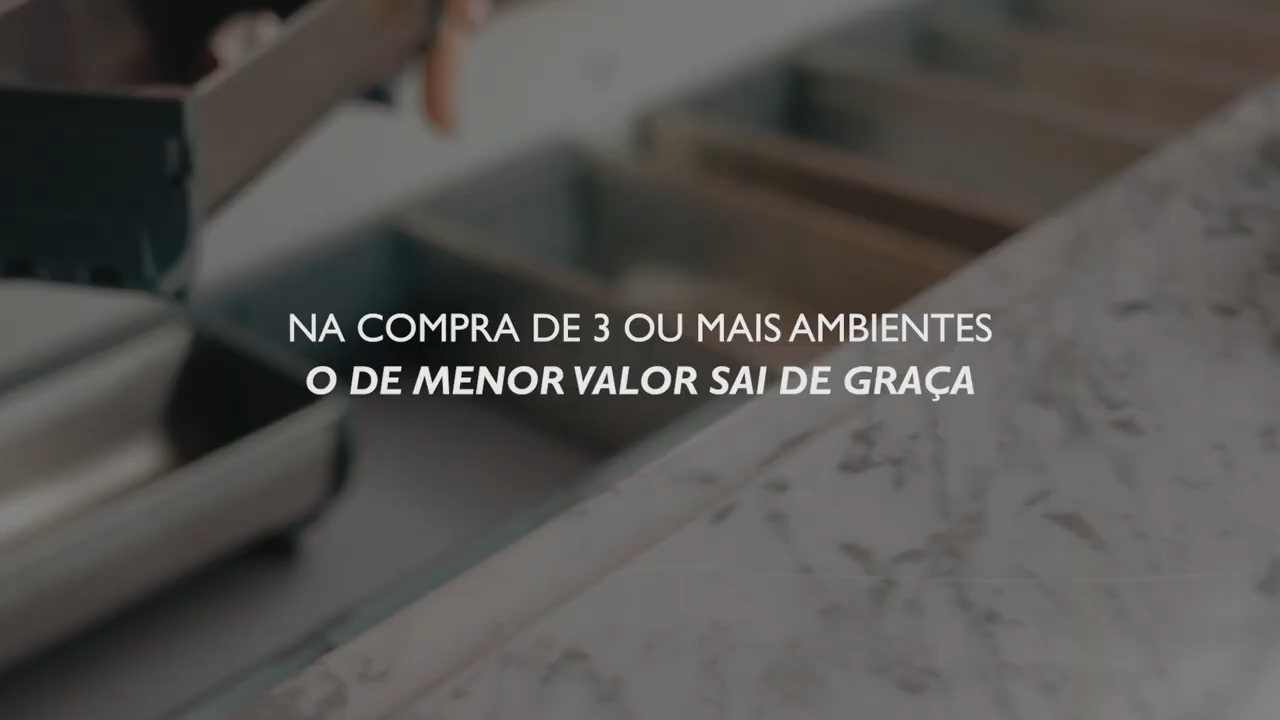 NA COMPRA DE 3 OU MAIS AMBIENTES
O DE MENOR VALOR SAI DE GRAÇA